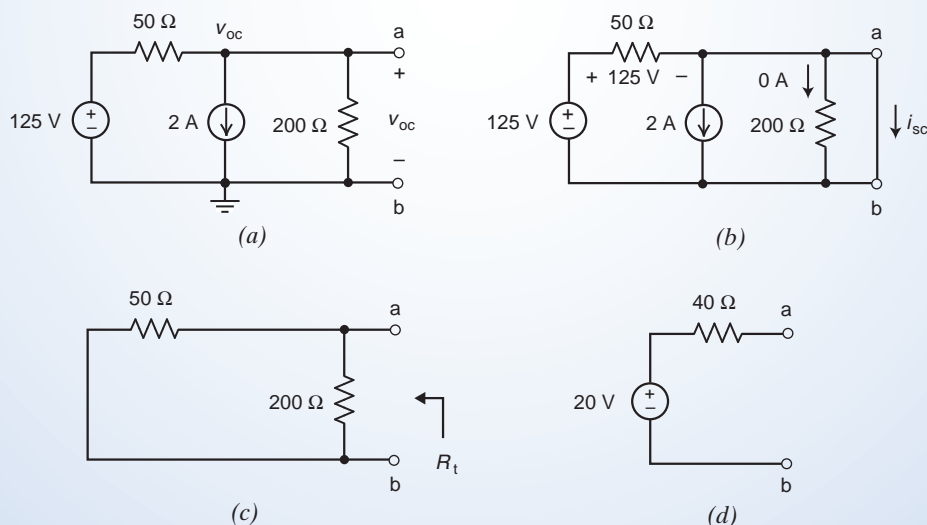 50 Ω
v_oc
a
+
125 V
+
−
2 A
200 Ω
v_oc
−
b
(a)
50 Ω
a
+ 125 V −
0 A
125 V
+
−
2 A
200 Ω
i_sc
b
(b)
50 Ω
a
200 Ω
R_t
b
(c)
40 Ω
a
20 V
+
−
b
(d)